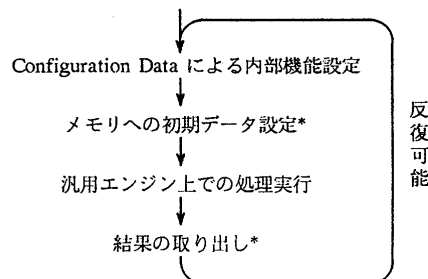 Configuration Data による内部機能設定
メモリへの初期データ設定*
汎用エンジン上での処理実行
結果の取り出し*
反復可能